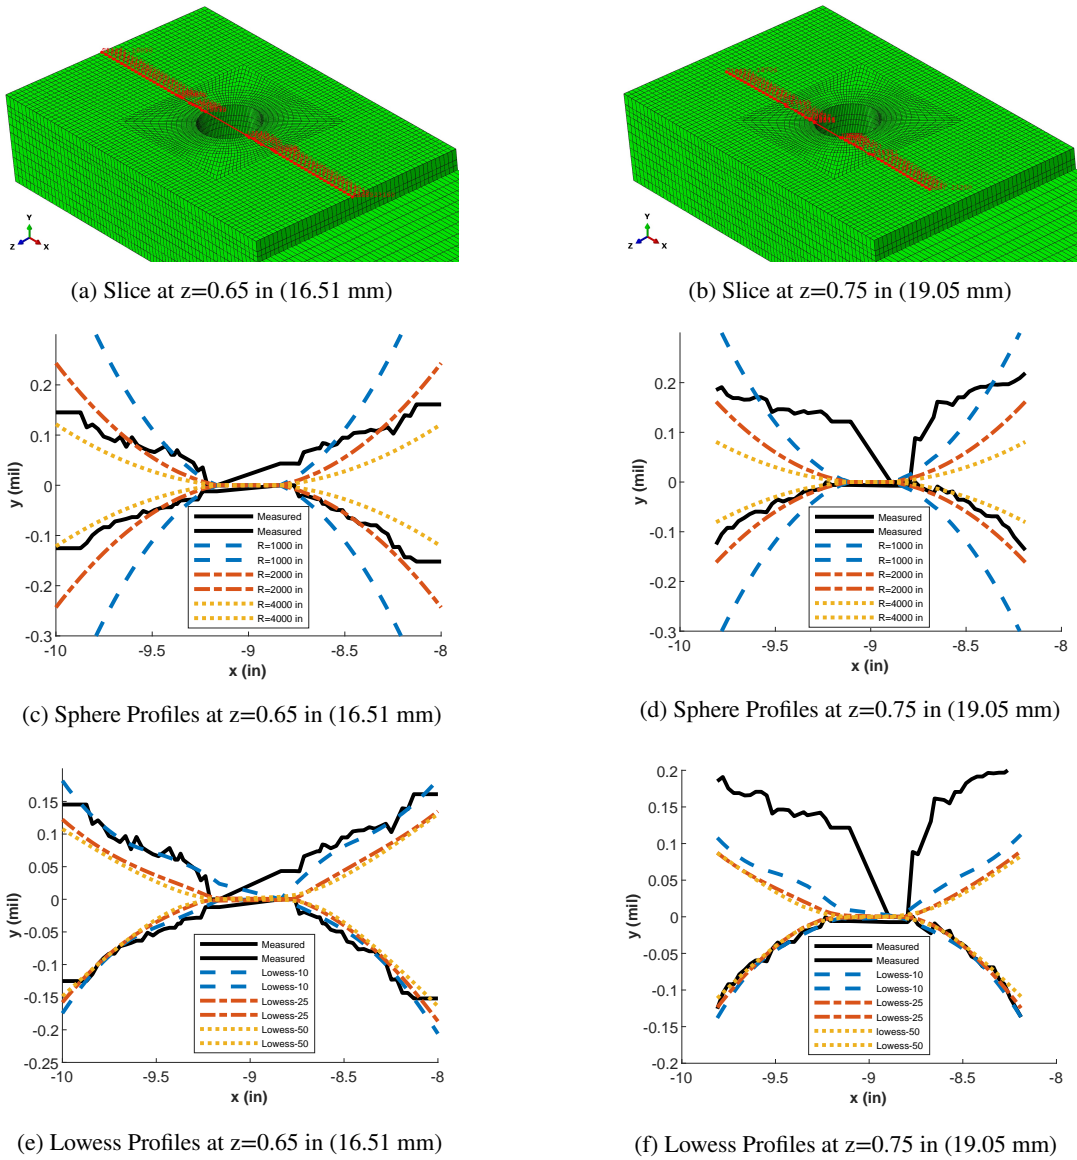 Y
Z
X
(a) Slice at z=0.65 in (16.51 mm)
Y
Z
X
(b) Slice at z=0.75 in (19.05 mm)
y (mil)
0.2
0.1
0
-0.1
-0.2
-0.3
Measured
Measured
R=1000 in
R=1000 in
R=2000 in
R=2000 in
R=4000 in
R=4000 in
-10
-9.5
-9
-8.5
-8
x (in)
(c) Sphere Profiles at z=0.65 in (16.51 mm)
y (mil)
0.2
0.1
0
-0.1
-0.2
-0.3
Measured
Measured
R=1000 in
R=1000 in
R=2000 in
R=2000 in
R=4000 in
R=4000 in
-10
-9.5
-9
-8.5
-8
x (in)
(d) Sphere Profiles at z=0.75 in (19.05 mm)
y (mil)
0.15
0.1
0.05
0
-0.05
-0.1
-0.15
-0.2
-0.25
Measured
Measured
Lowess-10
Lowess-10
Lowess-25
Lowess-25
Lowess-50
Lowess-50
-10
-9.5
-9
-8.5
-8
x (in)
(e) Lowess Profiles at z=0.65 in (16.51 mm)
y (mil)
0.2
0.15
0.1
0.05
0
-0.05
-0.1
-0.15
-0.2
Measured
Measured
Lowess-10
Lowess-10
Lowess-25
Lowess-25
lowess-50
Lowess-50
-10
-9.5
-9
-8.5
-8
x (in)
(f) Lowess Profiles at z=0.75 in (19.05 mm)